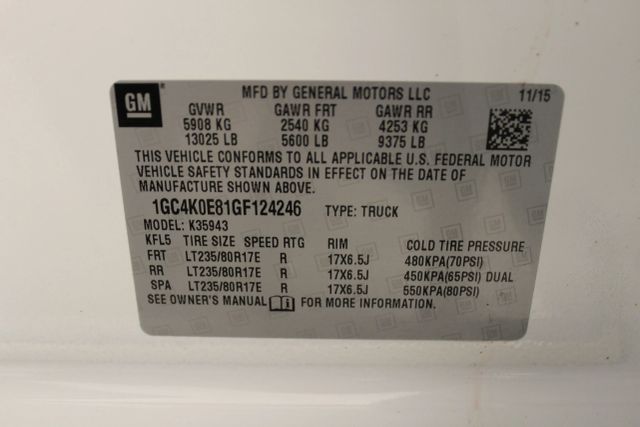 GM
MFD BY GENERAL MOTORS LLC 11/15
GVWR GAWR FRT GAWR RR
5908 KG 2540 KG 4253 KG
13025 LB 5600 LB 9375 LB
THIS VEHICLE CONFORMS TO ALL APPLICABLE U.S. FEDERAL MOTOR
VEHICLE SAFETY STANDARDS IN EFFECT ON THE DATE OF
MANUFACTURE SHOWN ABOVE.
1GC4K0E81GF124246 TYPE: TRUCK
MODEL: K35943
KFL5 TIRE SIZE SPEED RTG RIM COLD TIRE PRESSURE
FRT LT235/80R17E R 17X6.5J 480KPA(70PSI)
RR LT235/80R17E R 17X6.5J 450KPA(65PSI) DUAL
SPA LT235/80R17E R 17X6.5J 550KPA(80PSI)
SEE OWNER'S MANUAL FOR MORE INFORMATION.